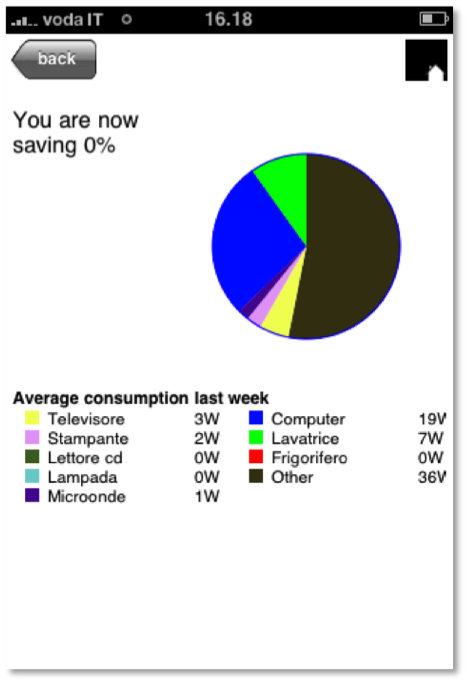 voda IT 16.18
back
You are now
saving 0%
Average consumption last week
Televisore 3W Computer 19W
Stampante 2W Lavatrice 7W
Lettore cd 0W Frigorifero 0W
Lampada 0W Other 36W
Microonde 1W